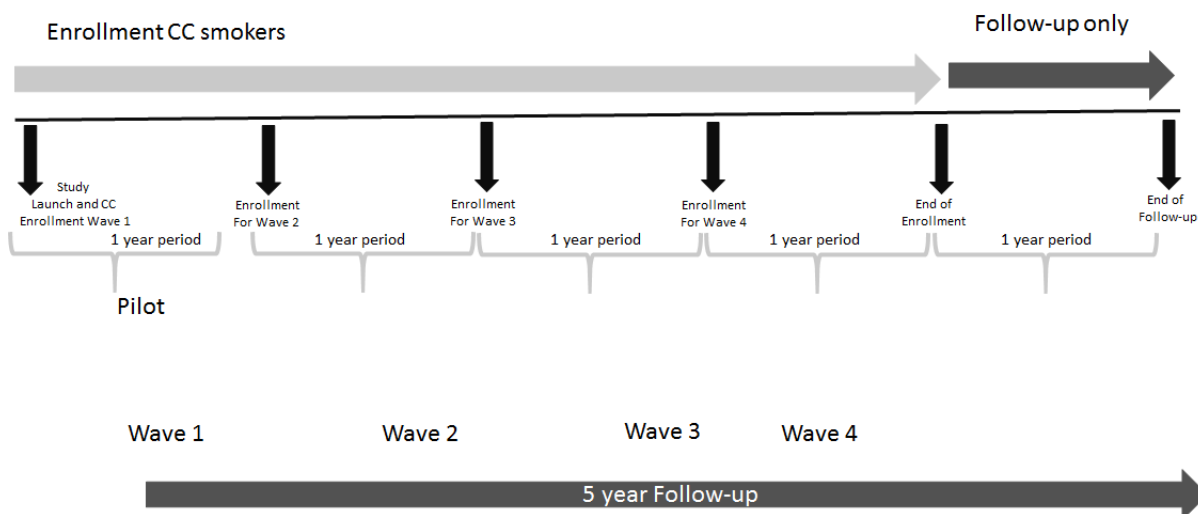 Enrollment CC smokers
Follow-up only
Study
Launch and CC
Enrollment Wave 1
Enrollment
For Wave 2
Enrollment
For Wave 3
Enrollment
For Wave 4
End of
Enrollment
End of
Follow-up
1 year period
1 year period
1 year period
1 year period
1 year period
Pilot
Wave 1
Wave 2
Wave 3
Wave 4
5 year Follow-up